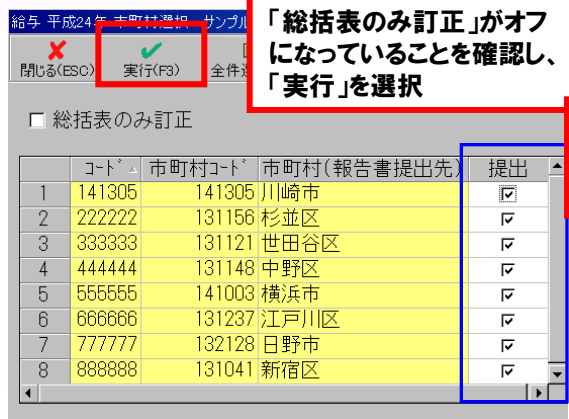 給与 平成24年 市町村選択 サンプル
「総括表のみ訂正」がオフ
になっていることを確認し、
「実行」を選択
閉じる(ESC) 実行(F3) 全件
総括表のみ訂正
コード 市町村コード 市町村(報告書提出先) 提出
1 141305 141305 川崎市
2 222222 131156 杉並区
3 333333 131121 世田谷区
4 444444 131148 中野区
5 555555 141003 横浜市
6 666666 131237 江戸川区
7 777777 132128 日野市
8 888888 131041 新宿区